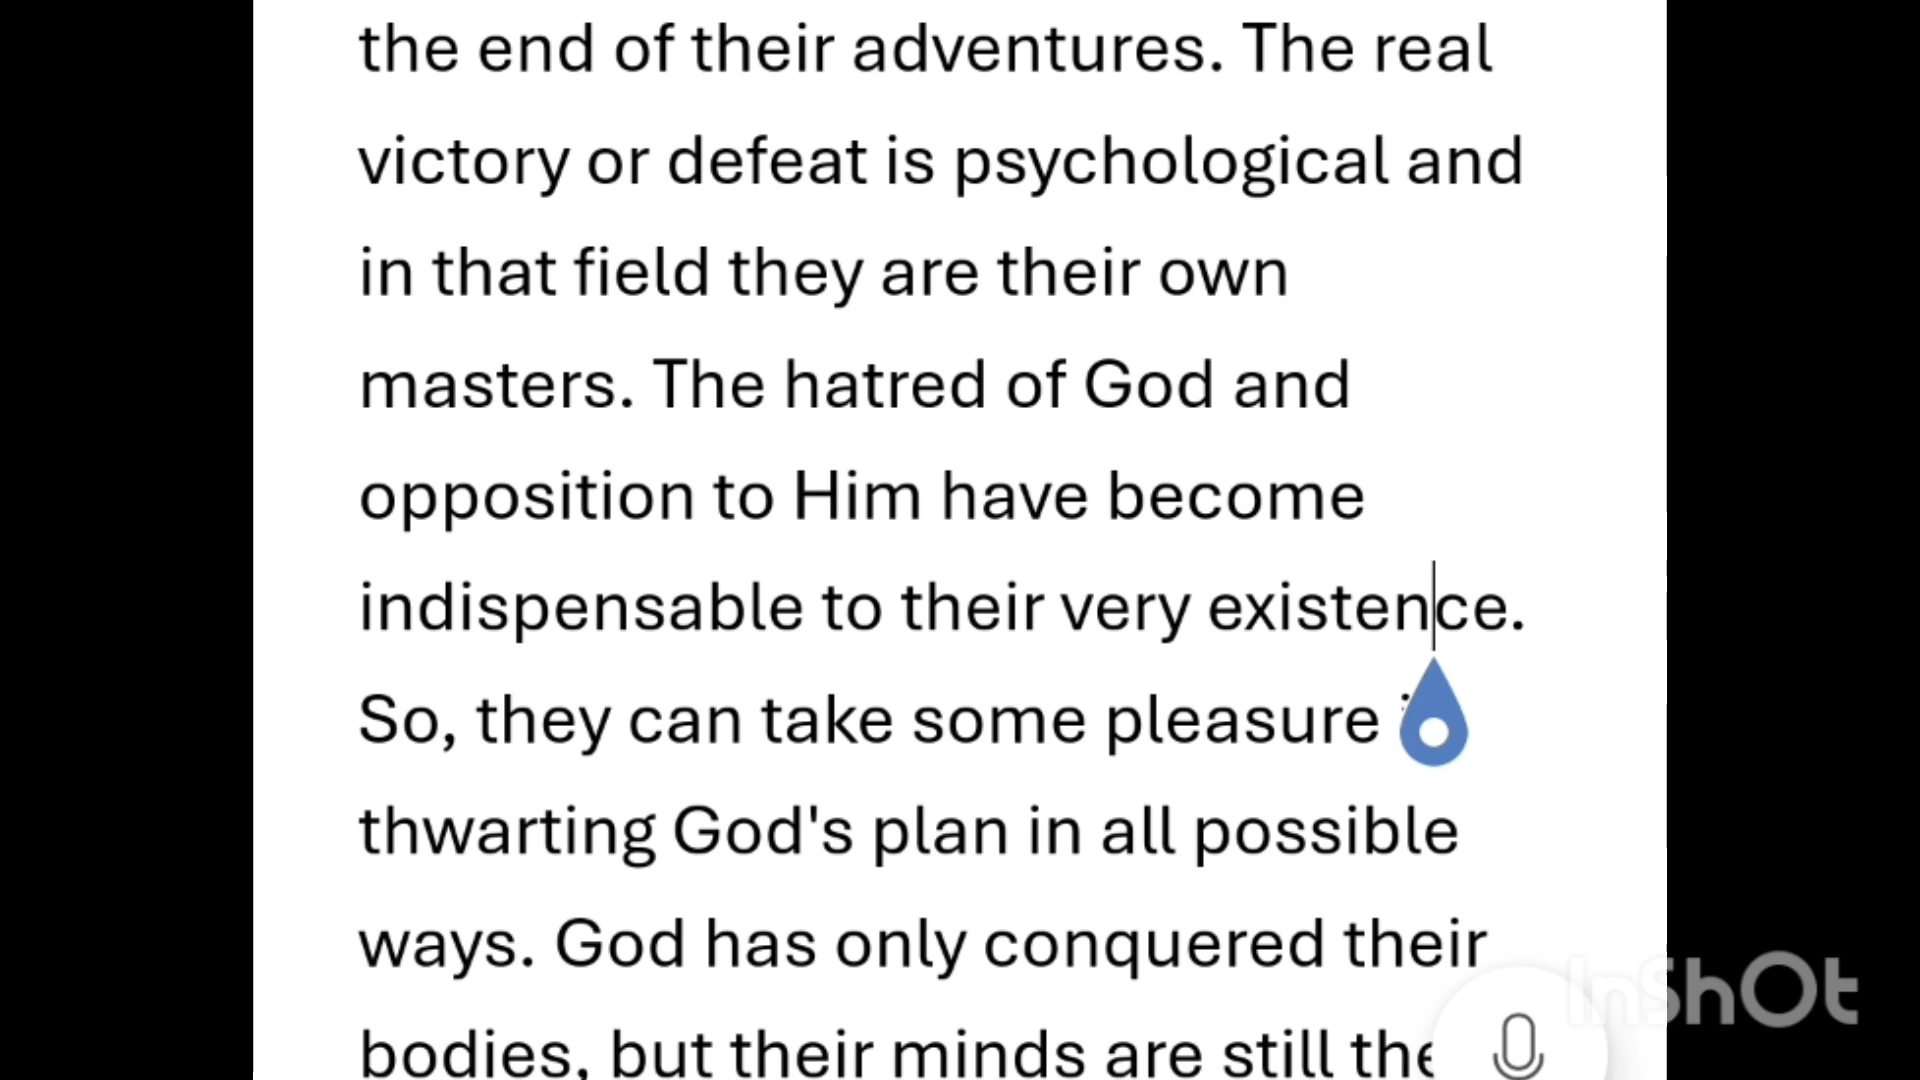 the end of their adventures. The real
victory or defeat is psychological and
in that field they are their own
masters. The hatred of God and
opposition to Him have become
indispensable to their very existence.
So, they can take some pleasure
thwarting God's plan in all possible
ways. God has only conquered their
bodies, but their minds are still
InShOt